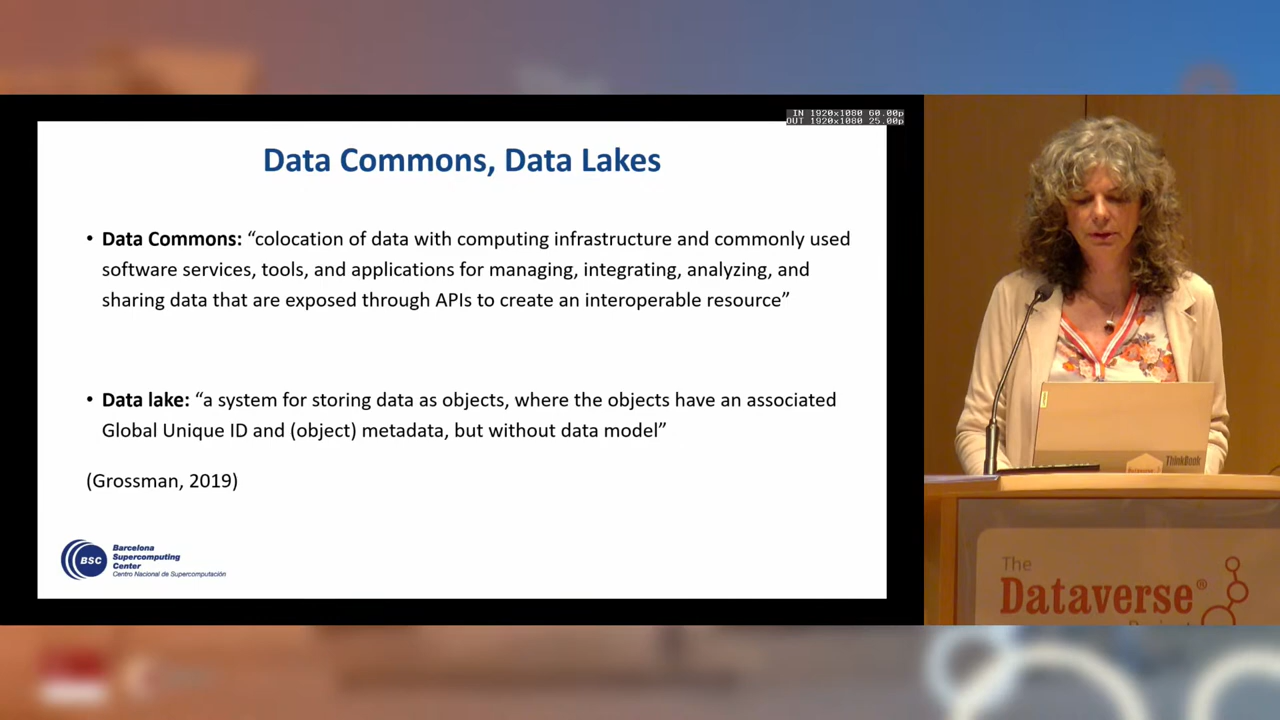 IN 1920x1080 60.00p
OUT 1920x1080 25.00p
Data Commons, Data Lakes
• Data Commons: “colocation of data with computing infrastructure and commonly used
software services, tools, and applications for managing, integrating, analyzing, and
sharing data that are exposed through APIs to create an interoperable resource”
• Data lake: “a system for storing data as objects, where the objects have an associated
Global Unique ID and (object) metadata, but without data model”
(Grossman, 2019)
BSC
Barcelona
Supercomputing
Center
Centro Nacional de Supercomputación
ThinkBook
The
Dataverse®